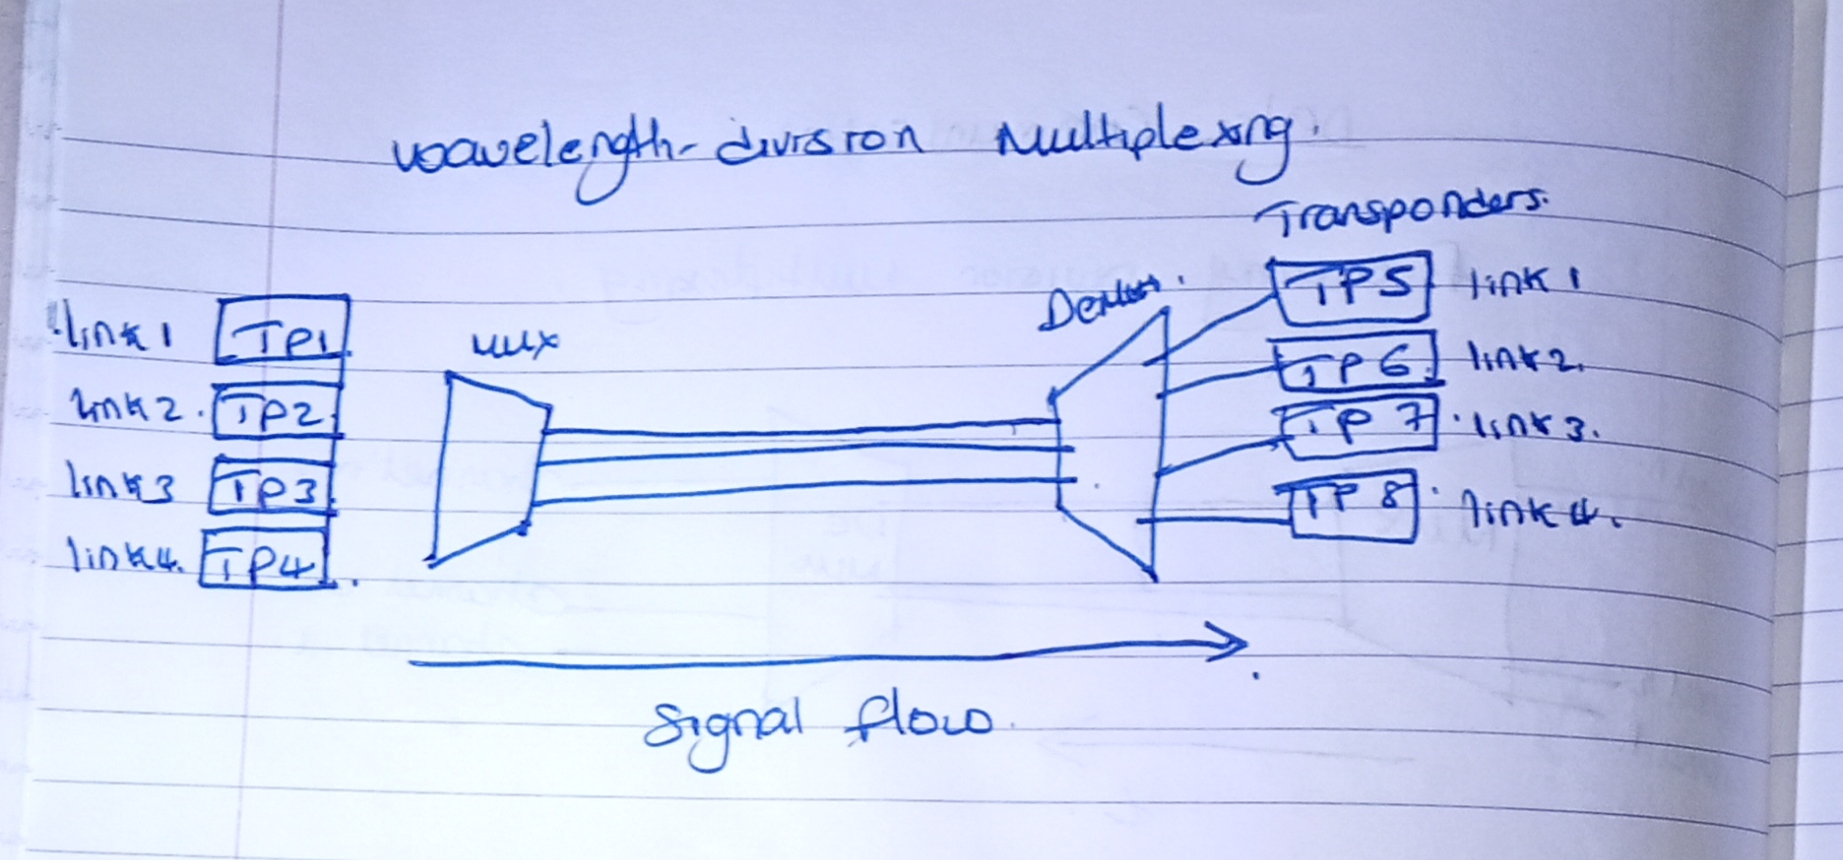 wavelength-division Multiplexing.
Transponders.
link 1 TP1
link 2. TP2
link 3 TP3
link 4. TP4
mux
Demux.
TP5 link 1
TP6 link 2.
TP7 link 3.
TP8 link 4.
Signal flow.